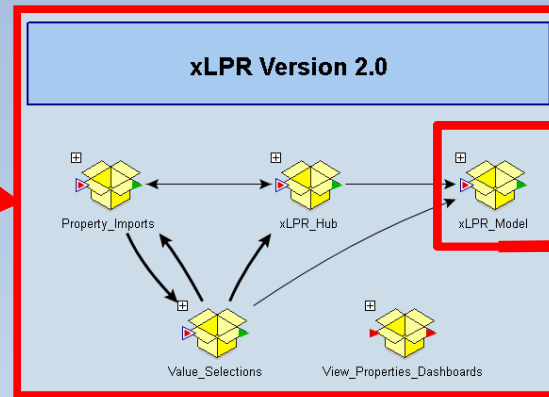 xLPR Version 2.0
Property_Imports
xLPR_Hub
xLPR_Model
Value_Selections
View_Properties_Dashboards